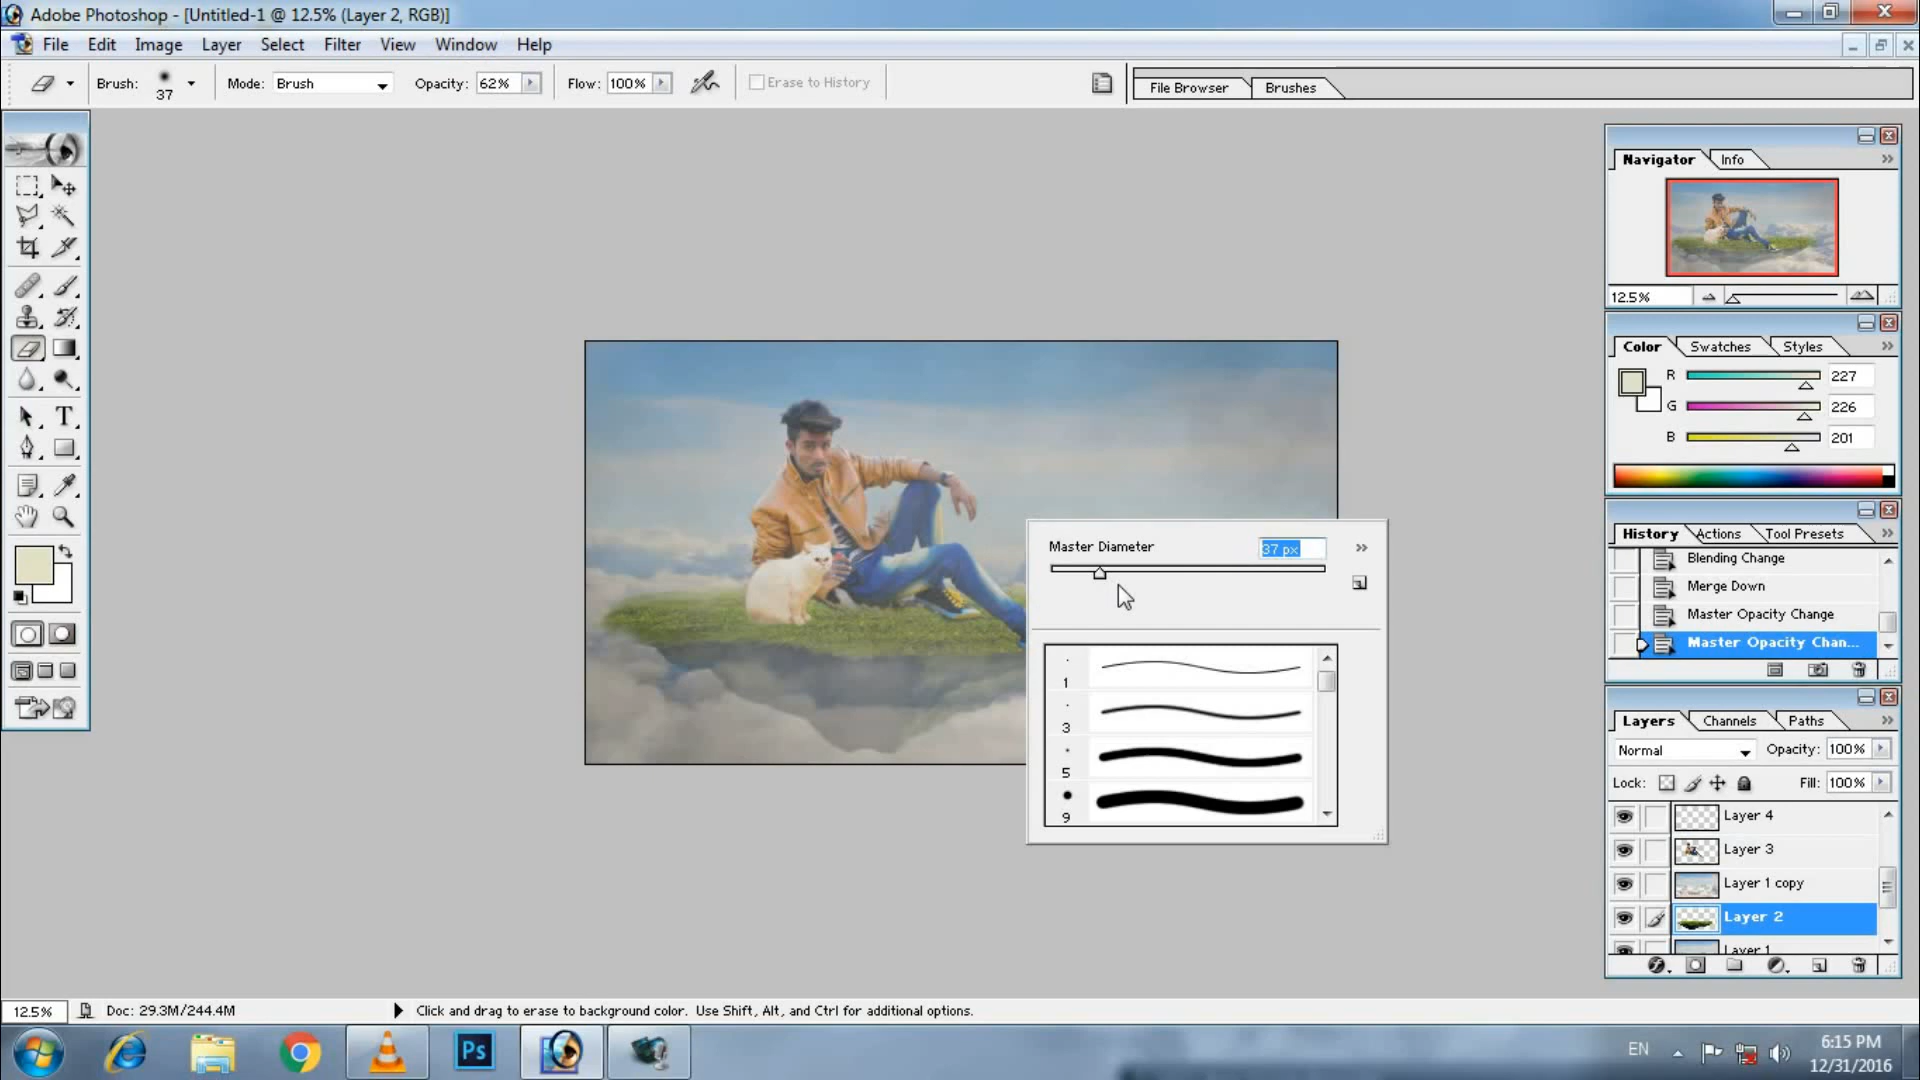 Adobe Photoshop - [Untitled-1 @ 12.5% (Layer 2, RGB)]
File Edit Image Layer Select Filter View Window Help
Brush: 37 Mode: Brush Opacity: 62% Flow: 100% Erase to History File Browser Brushes
Navigator Info
12.5%
Color Swatches Styles
R 227
G 226
B 201
History Actions Tool Presets
Blending Change
Merge Down
Master Opacity Change
Master Opacity Chan...
Master Diameter 37 px
1
3
5
9
Layers Channels Paths
Normal Opacity: 100%
Lock: Fill: 100%
Layer 4
Layer 3
Layer 1 copy
Layer 2
Layer 1
12.5% Doc: 29.3M/244.4M Click and drag to erase to background color. Use Shift, Alt, and Ctrl for additional options.
Ps
EN
6:15 PM
12/31/2016